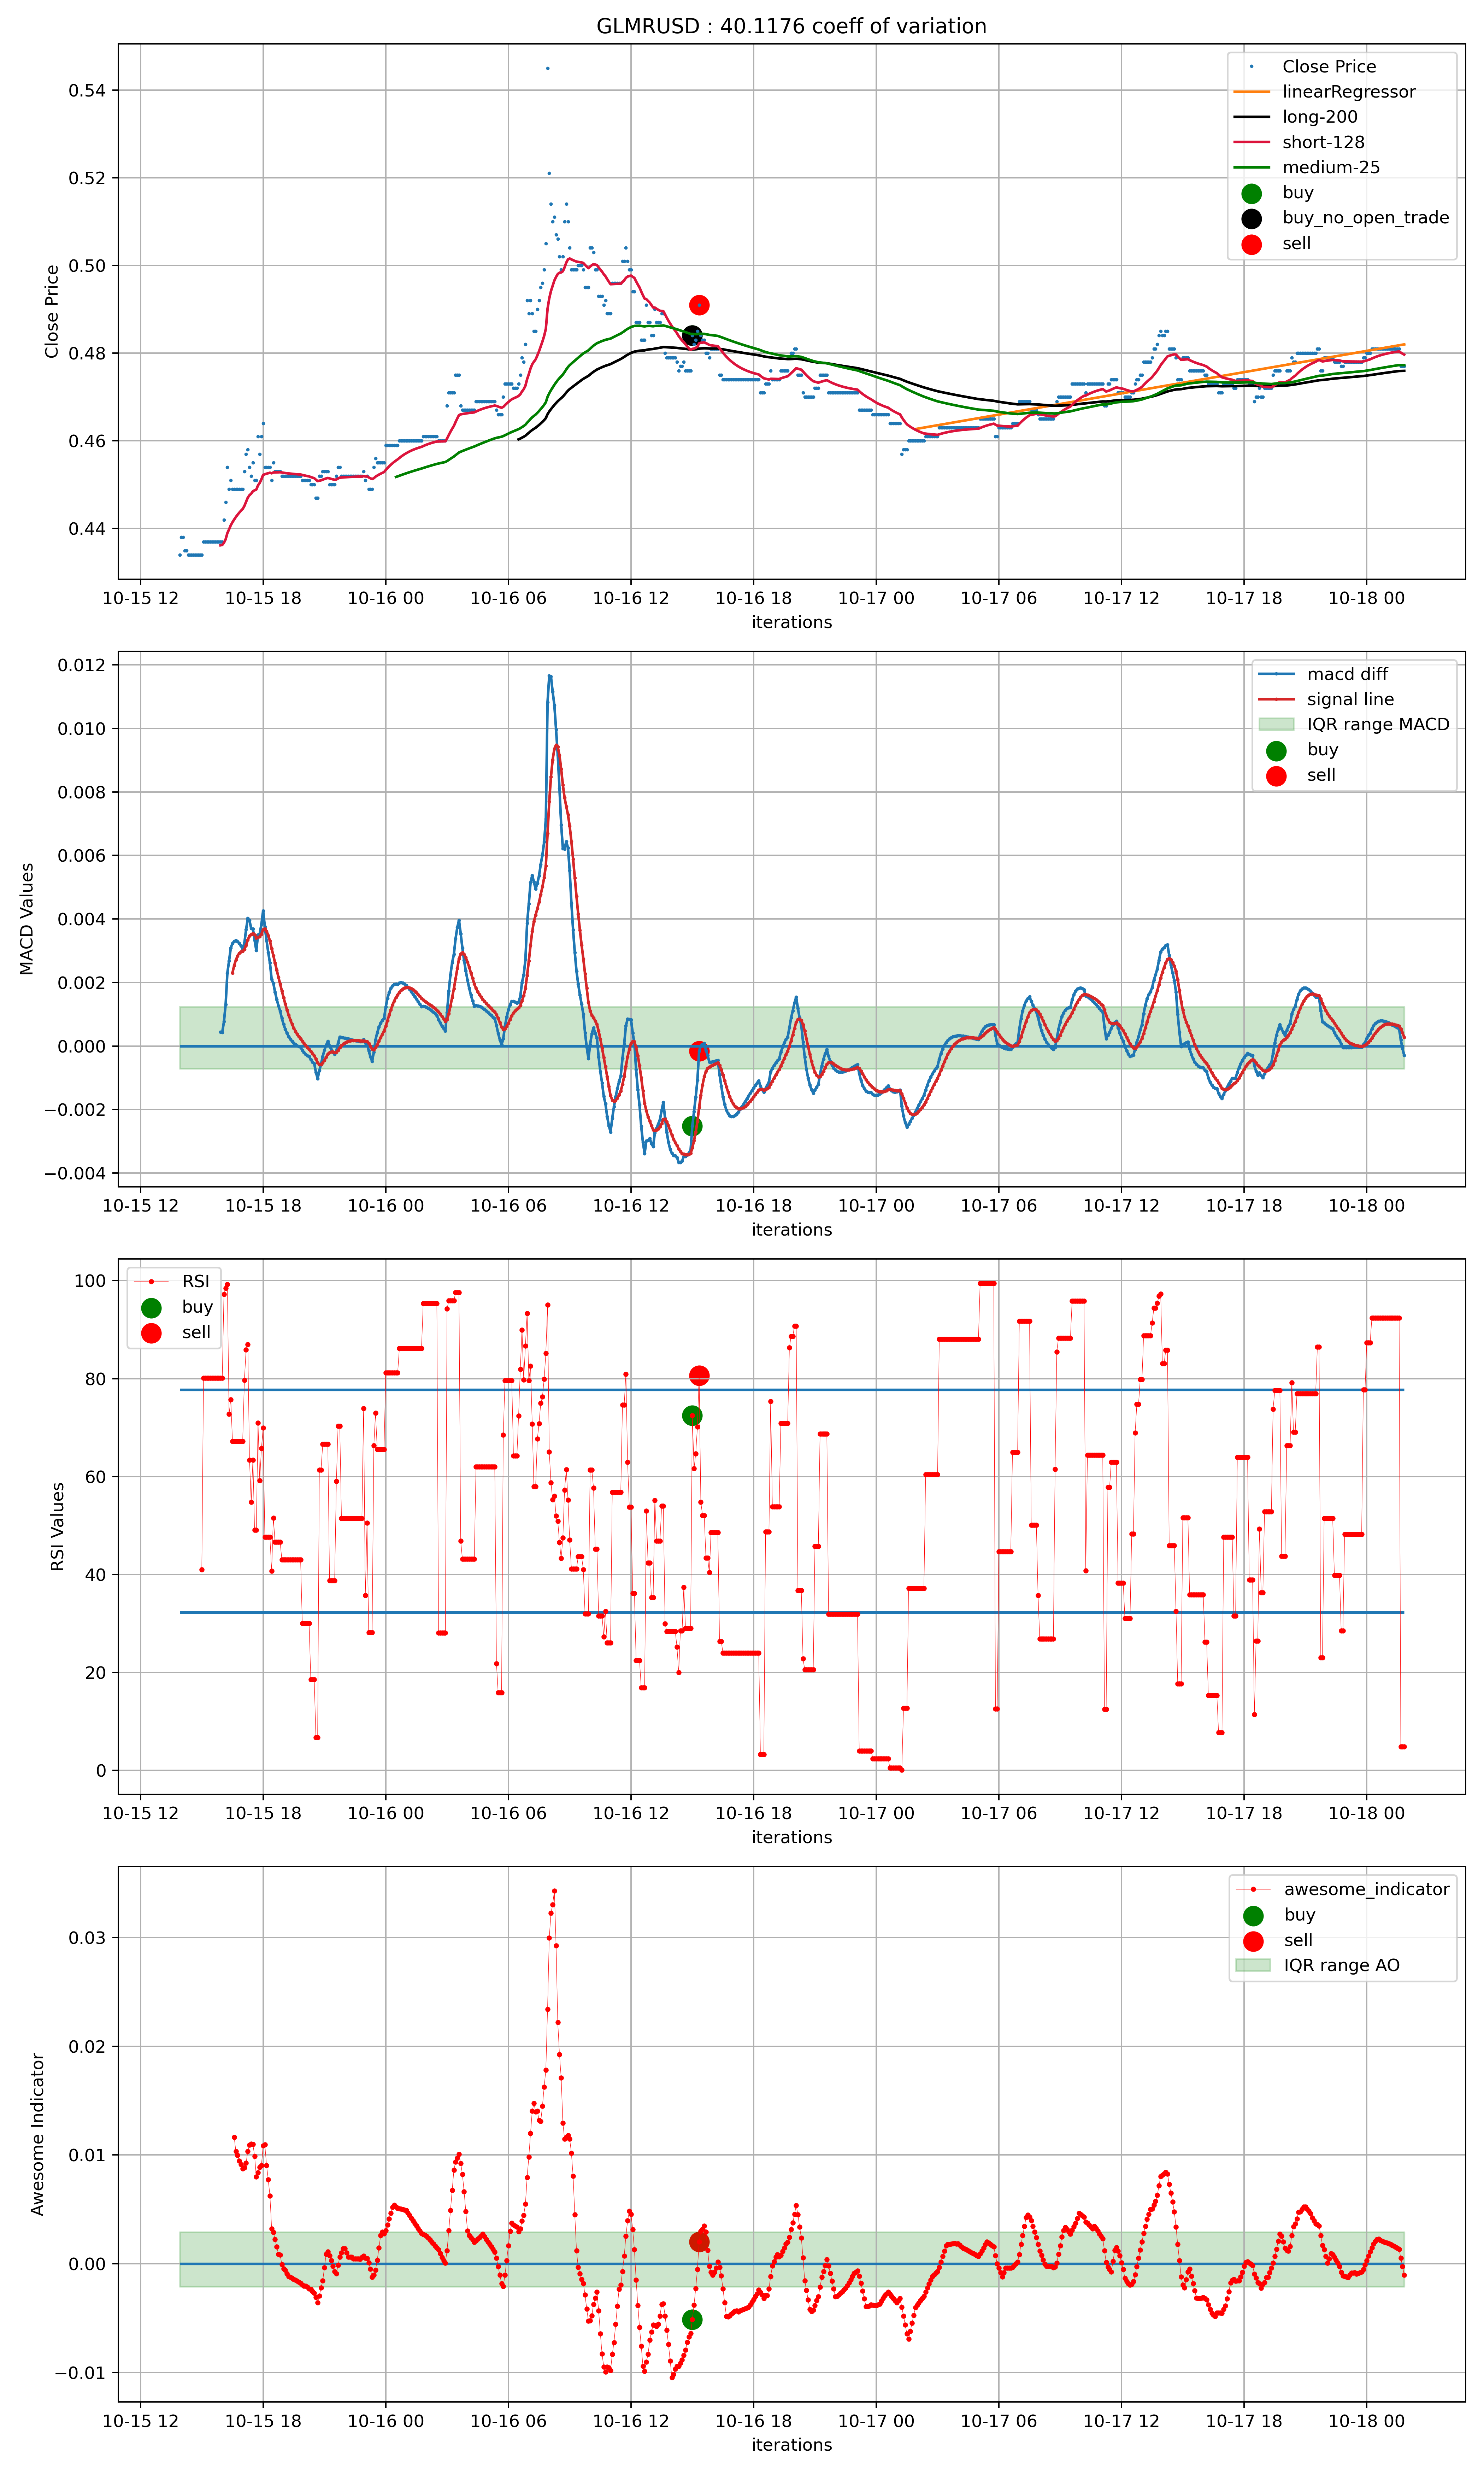 GLMRUSD : 40.1176 coeff of variation
Close Price
0.54
0.52
0.50
0.48
0.46
0.44
Close Price
linearRegressor
long-200
short-128
medium-25
buy
buy_no_open_trade
sell
10-15 12
10-15 18
10-16 00
10-16 06
10-16 12
10-16 18
10-17 00
10-17 06
10-17 12
10-17 18
10-18 00
iterations
MACD Values
0.012
0.010
0.008
0.006
0.004
0.002
0.000
−0.002
−0.004
macd diff
signal line
IQR range MACD
buy
sell
10-15 12
10-15 18
10-16 00
10-16 06
10-16 12
10-16 18
10-17 00
10-17 06
10-17 12
10-17 18
10-18 00
iterations
RSI Values
100
80
60
40
20
0
RSI
buy
sell
10-15 12
10-15 18
10-16 00
10-16 06
10-16 12
10-16 18
10-17 00
10-17 06
10-17 12
10-17 18
10-18 00
iterations
Awesome Indicator
0.03
0.02
0.01
0.00
−0.01
awesome_indicator
buy
sell
IQR range AO
10-15 12
10-15 18
10-16 00
10-16 06
10-16 12
10-16 18
10-17 00
10-17 06
10-17 12
10-17 18
10-18 00
iterations